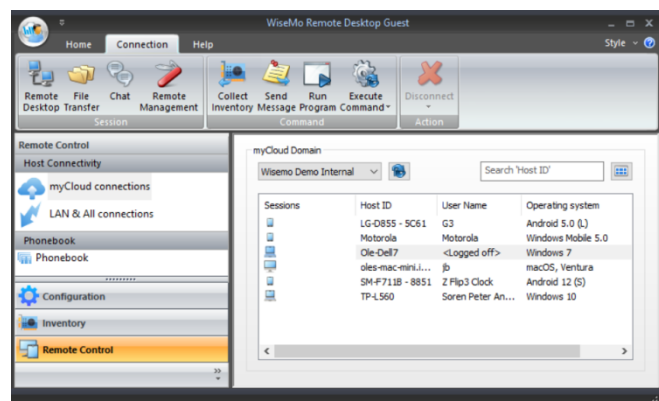 WiseMo Remote Desktop Guest
Home Connection Help Style
Remote Desktop File Transfer Chat Remote Management Collect Inventory Send Message Run Program Execute Command Disconnect
Session Command Action
Remote Control
Host Connectivity
myCloud connections
LAN & All connections
Phonebook
Phonebook
Configuration
Inventory
Remote Control
myCloud Domain
Wisemo Demo Internal Search 'Host ID'
Sessions Host ID User Name Operating system
LG-D855 - 5C61 G3 Android 5.0 (L)
Motorola Motorola Windows Mobile 5.0
Ole-Dell7 <Logged off> Windows 7
oles-mac-mini.i... jb macOS, Ventura
SM-F711B - 8851 Z Flip3 Clock Android 12 (S)
TP-L560 Soren Peter An... Windows 10